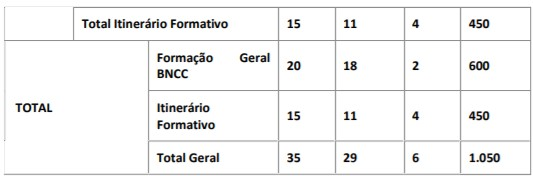 Total Itinerário Formativo 15 11 4 450
Formação Geral
BNCC 20 18 2 600
TOTAL
Itinerário
Formativo 15 11 4 450
Total Geral 35 29 6 1.050